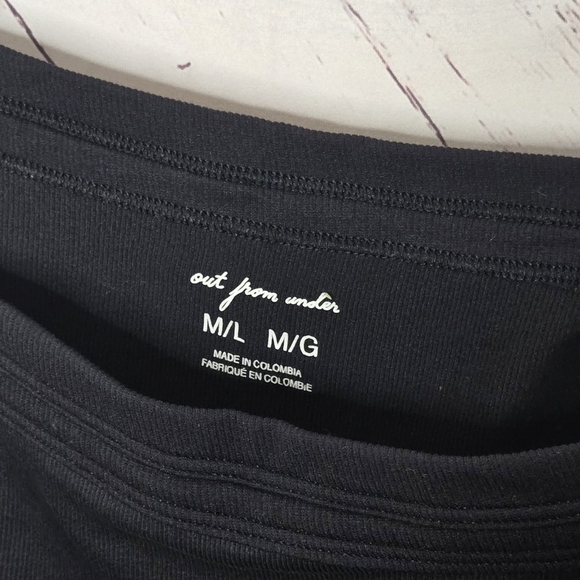 out from under
M/L M/G
MADE IN COLOMBIA
FABRIQUÉ EN COLOMBIE